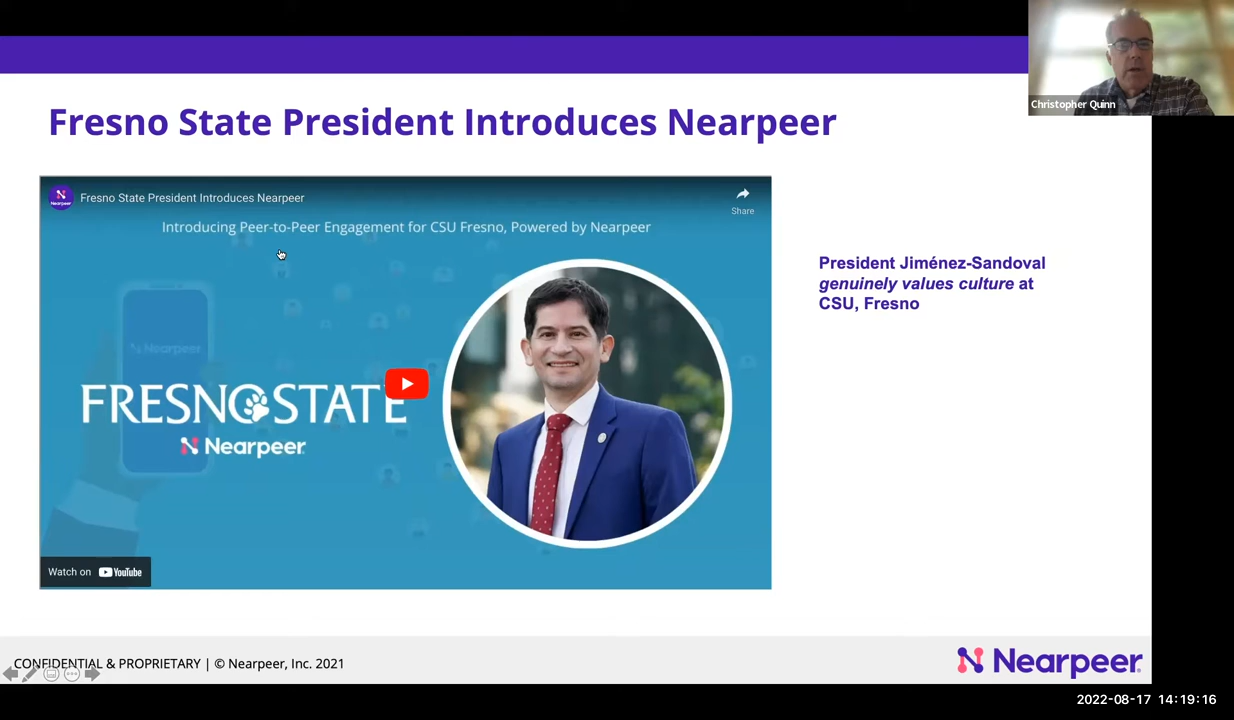 Christopher Quinn
Fresno State President Introduces Nearpeer
Nearpeer
Fresno State President Introduces Nearpeer
Share
Introducing Peer-to-Peer Engagement for CSU Fresno, Powered by Nearpeer
Nearpeer
FRESNO STATE
Nearpeer
Watch on YouTube
President Jiménez-Sandoval
genuinely values culture at
CSU, Fresno
CONFIDENTIAL & PROPRIETARY | © Nearpeer, Inc. 2021
Nearpeer
2022-08-17 14:19:16